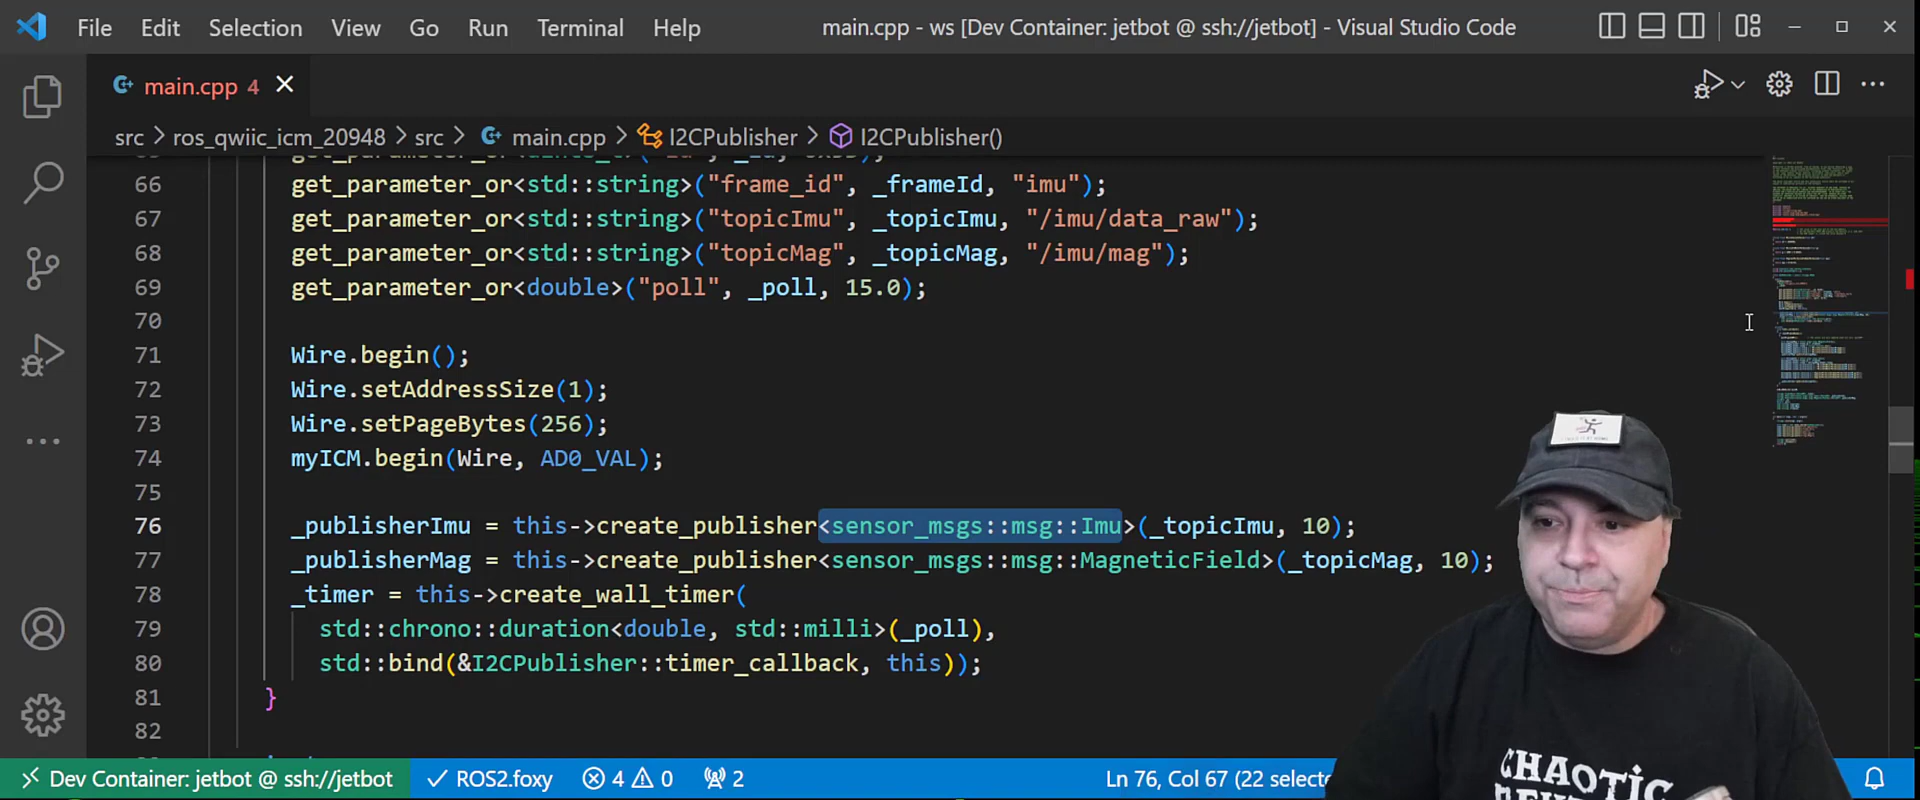 File Edit Selection View Go Run Terminal Help main.cpp - ws [Dev Container: jetbot @ ssh://jetbot] - Visual Studio Code
main.cpp 4
src > ros_qwiic_icm_20948 > src > main.cpp > I2CPublisher > I2CPublisher()
66 get_parameter_or<std::string>("frame_id", _frameId, "imu");
67 get_parameter_or<std::string>("topicImu", _topicImu, "/imu/data_raw");
68 get_parameter_or<std::string>("topicMag", _topicMag, "/imu/mag");
69 get_parameter_or<double>("poll", _poll, 15.0);
70
71 Wire.begin();
72 Wire.setAddressSize(1);
73 Wire.setPageBytes(256);
74 myICM.begin(Wire, AD0_VAL);
75
76 _publisherImu = this->create_publisher<sensor_msgs::msg::Imu>(_topicImu, 10);
77 _publisherMag = this->create_publisher<sensor_msgs::msg::MagneticField>(_topicMag, 10);
78 _timer = this->create_wall_timer(
79 std::chrono::duration<double, std::milli>(_poll),
80 std::bind(&I2CPublisher::timer_callback, this));
81 }
82
CHAOTIC
Dev Container: jetbot @ ssh://jetbot ROS2.foxy 4 0 2 Ln 76, Col 67 (22 selecte